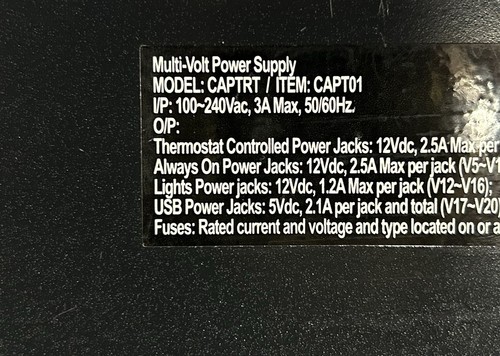 Multi-Volt Power Supply
MODEL: CAPTRT / ITEM: CAPT01
I/P: 100~240Vac, 3A Max, 50/60Hz.
O/P:
Thermostat Controlled Power Jacks: 12Vdc, 2.5A Max per
Always On Power Jacks: 12Vdc, 2.5A Max per jack (V5~V1
Lights Power jacks: 12Vdc, 1.2A Max per jack (V12~V16);
USB Power Jacks: 5Vdc, 2.1A per jack and total (V17~V20)
Fuses: Rated current and voltage and type located on or a